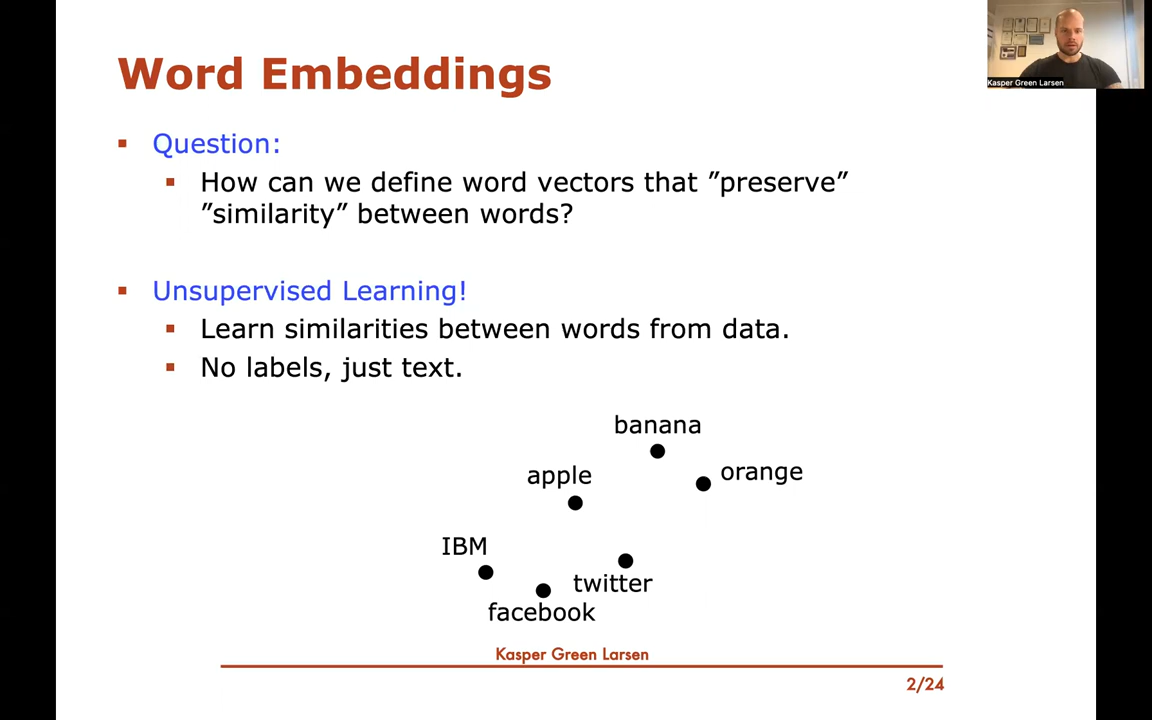 Word Embeddings
Kasper Green Larsen
Question:
How can we define word vectors that ”preserve”
”similarity” between words?
Unsupervised Learning!
Learn similarities between words from data.
No labels, just text.
banana
apple
orange
IBM
twitter
facebook
Kasper Green Larsen
2/24